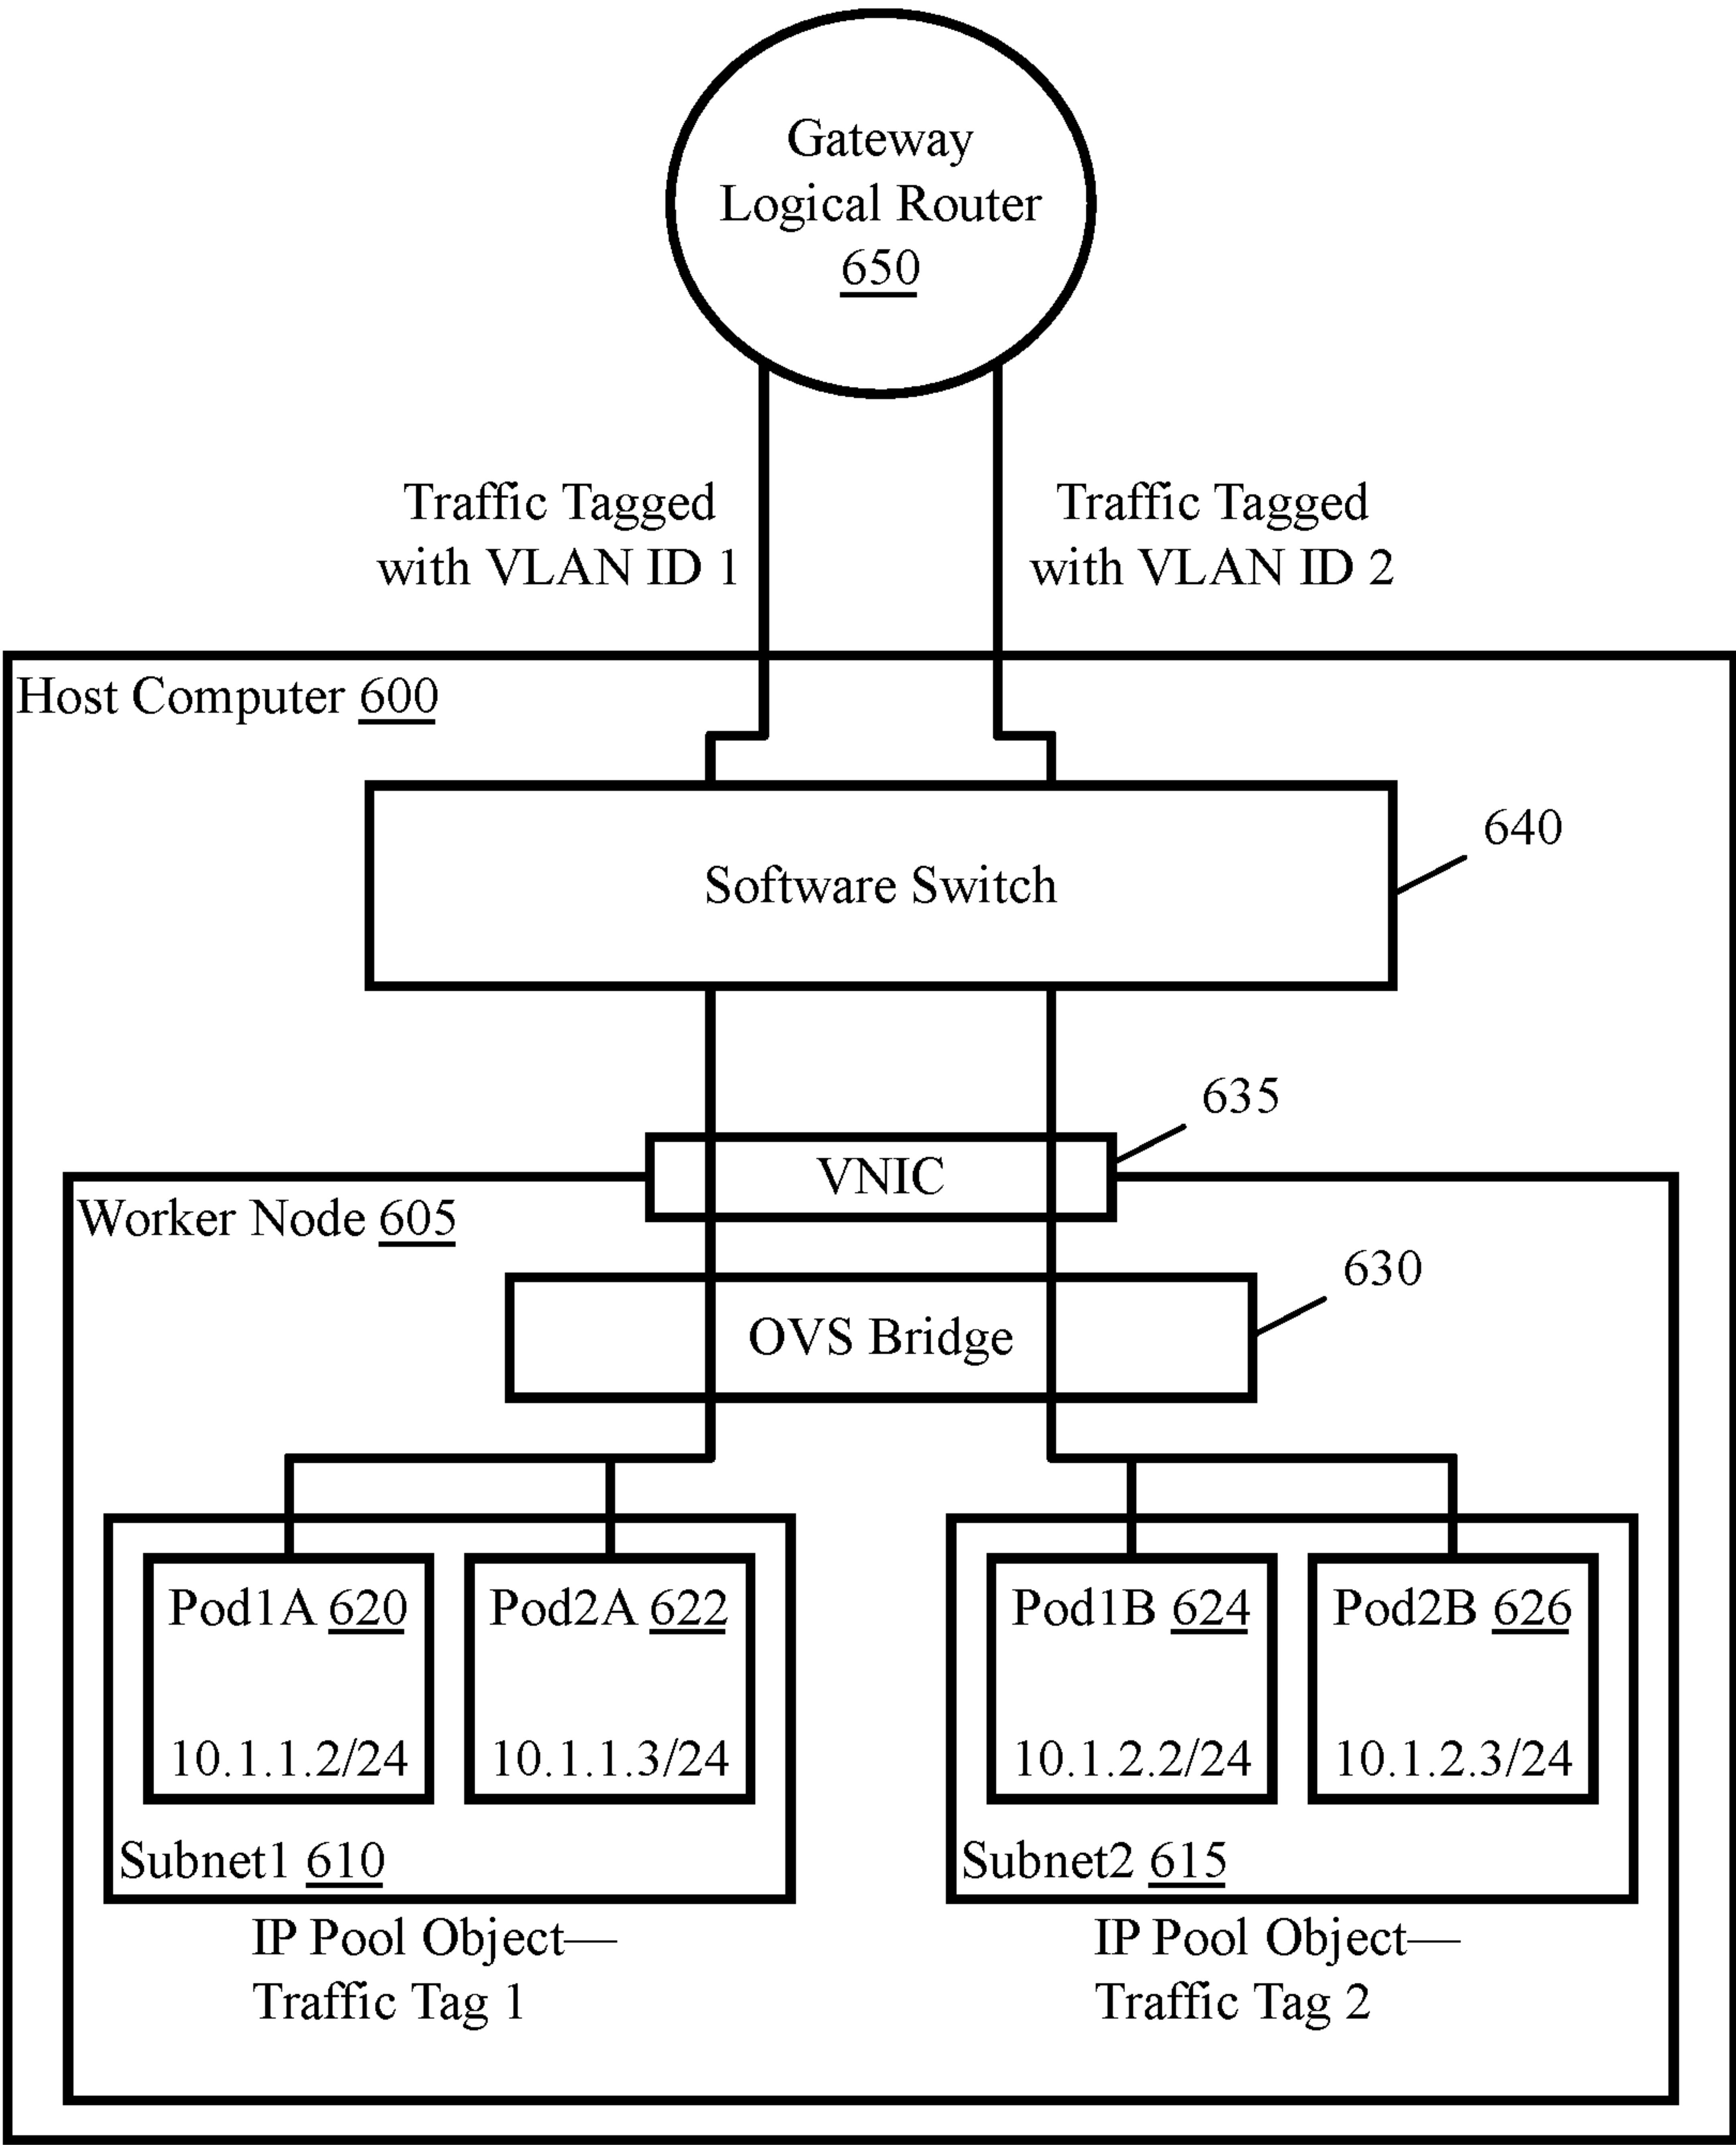 Gateway
Logical Router
650
Traffic Tagged
with VLAN ID 1
Traffic Tagged
with VLAN ID 2
Host Computer 600
640
Software Switch
635
VNIC
Worker Node 605
630
OVS Bridge
Pod1A 620
10.1.1.2/24
Pod2A 622
10.1.1.3/24
Subnet1 610
IP Pool Object—
Traffic Tag 1
Pod1B 624
10.1.2.2/24
Pod2B 626
10.1.2.3/24
Subnet2 615
IP Pool Object—
Traffic Tag 2